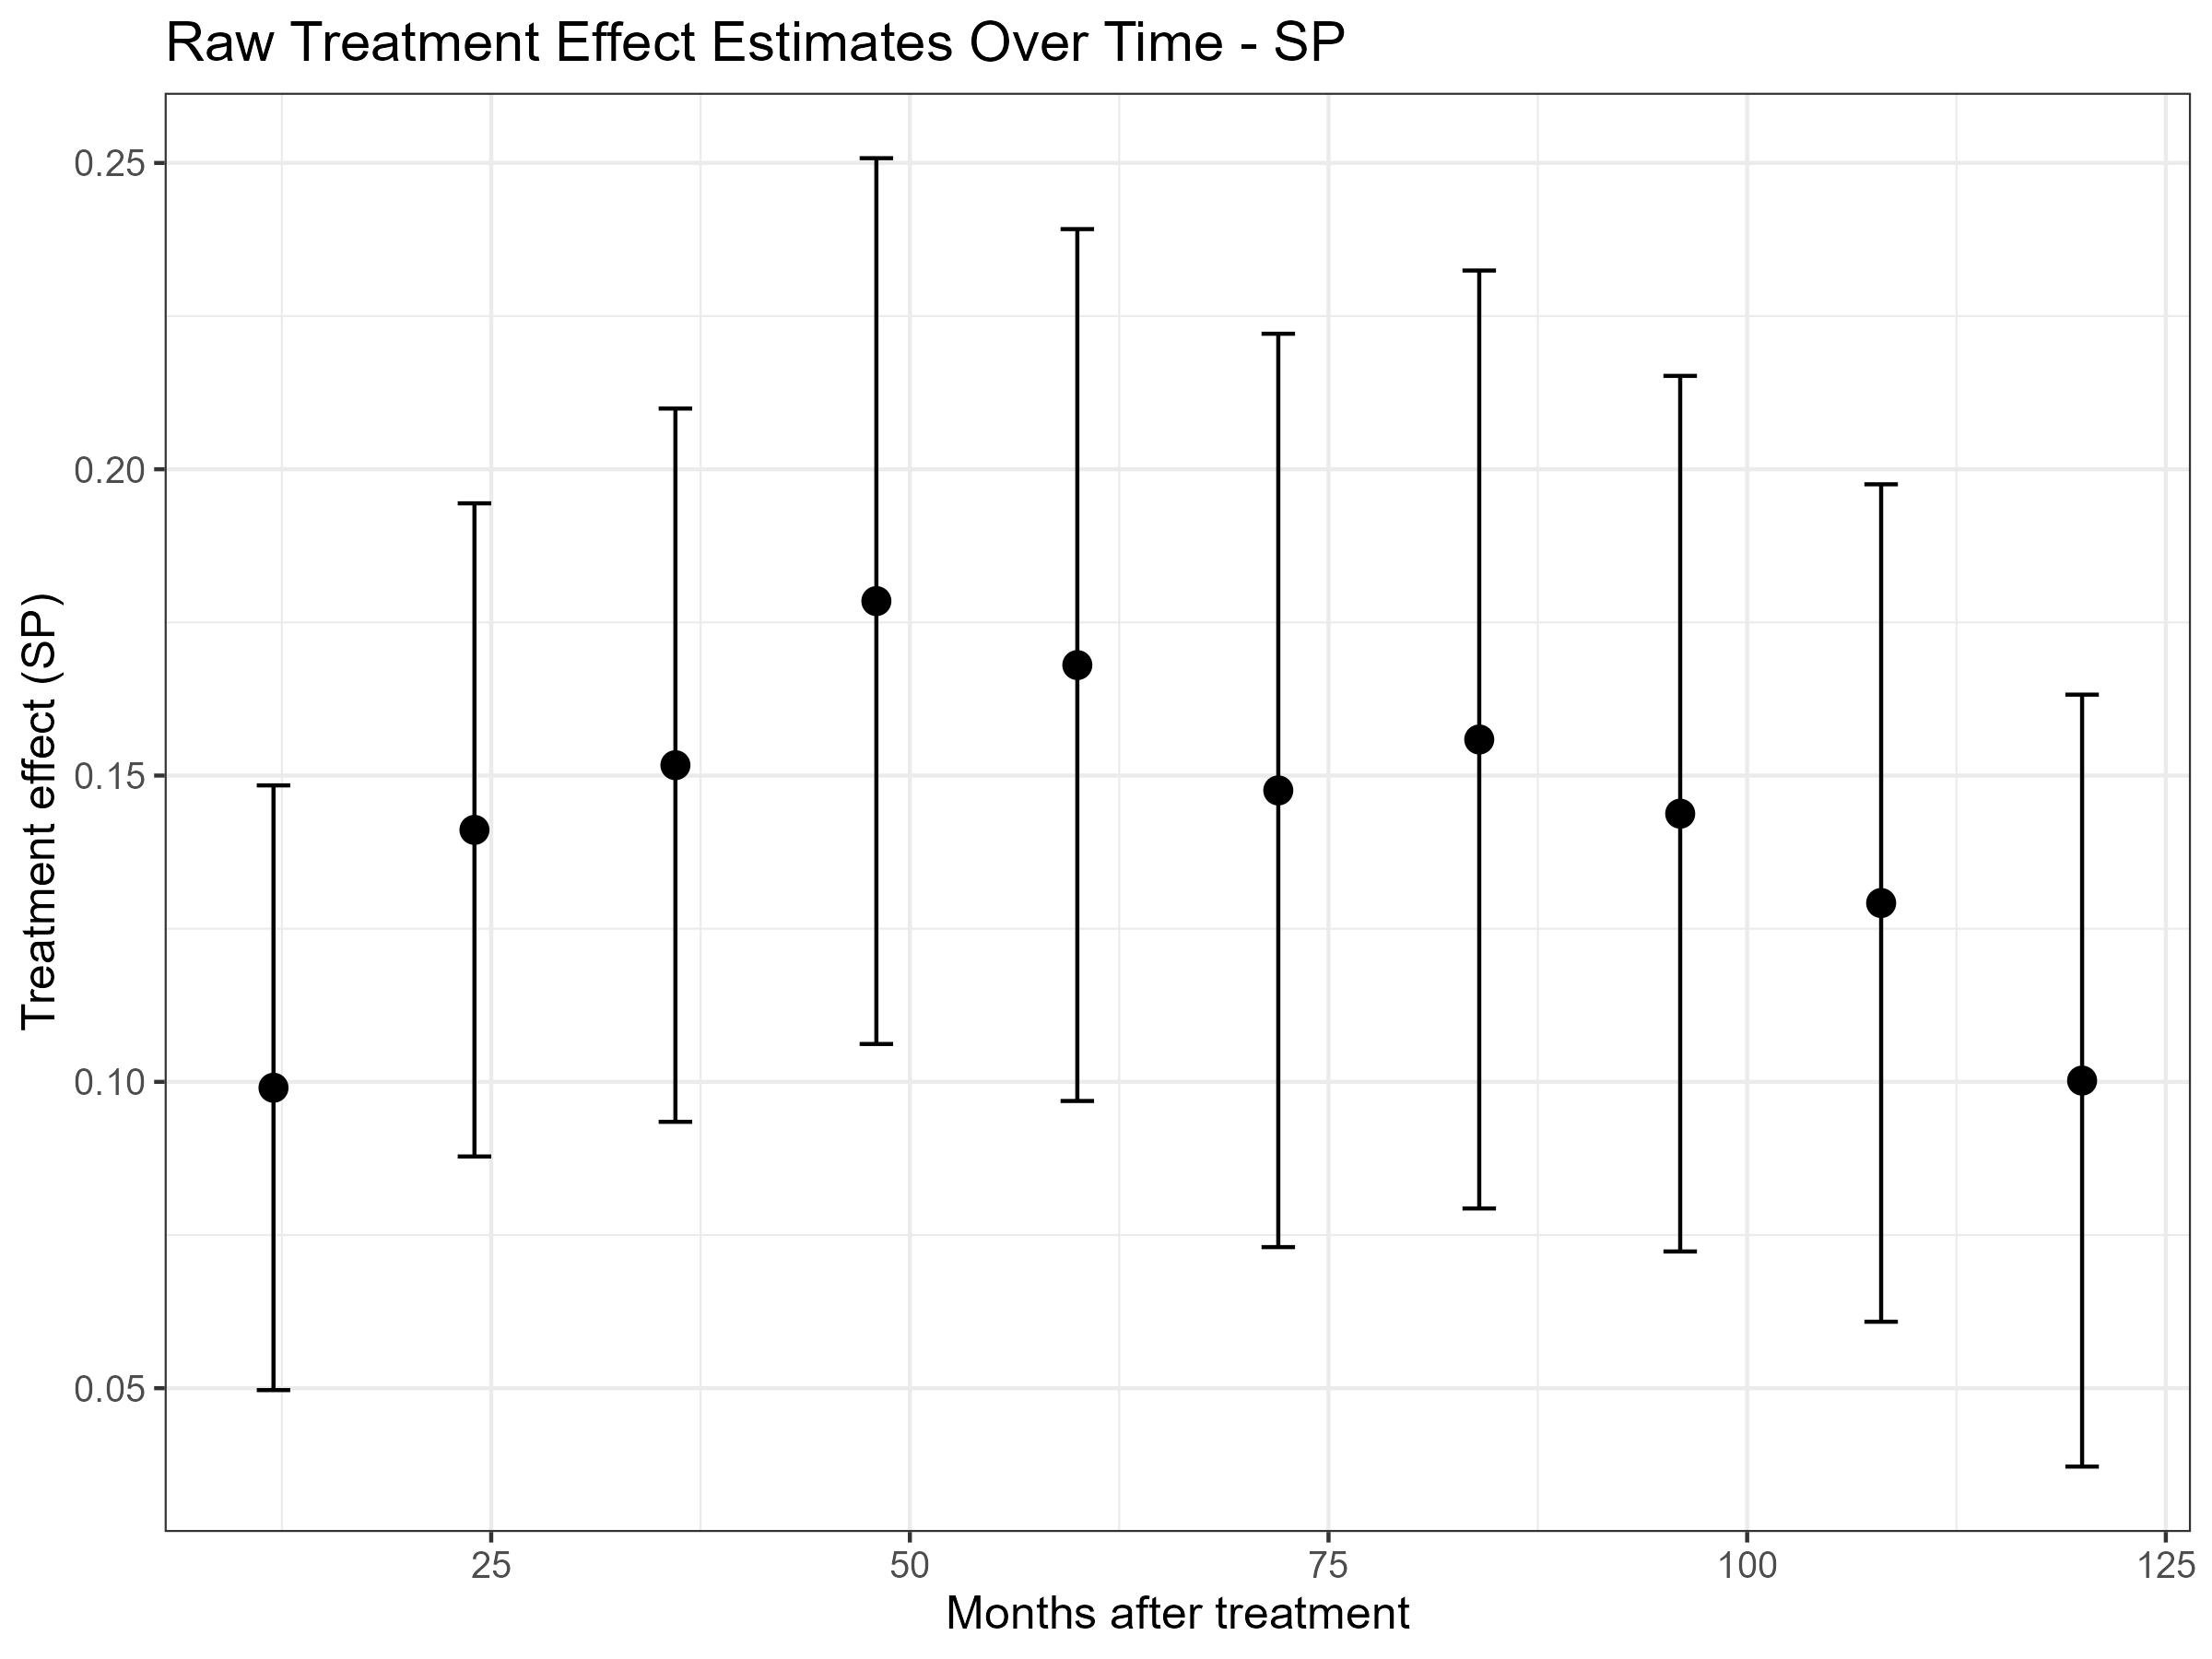 Raw Treatment Effect Estimates Over Time - SP
Treatment effect (SP)
0.25
0.20
0.15
0.10
0.05
25 50 75 100 125
Months after treatment